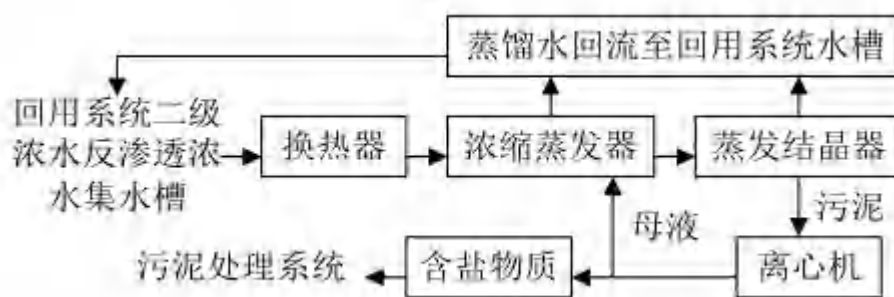 蒸馏水回流至回用系统水槽
回用系统二级
浓水反渗透浓
水集水槽
换热器
浓缩蒸发器
蒸发结晶器
母液
污泥
污泥处理系统
含盐物质
离心机